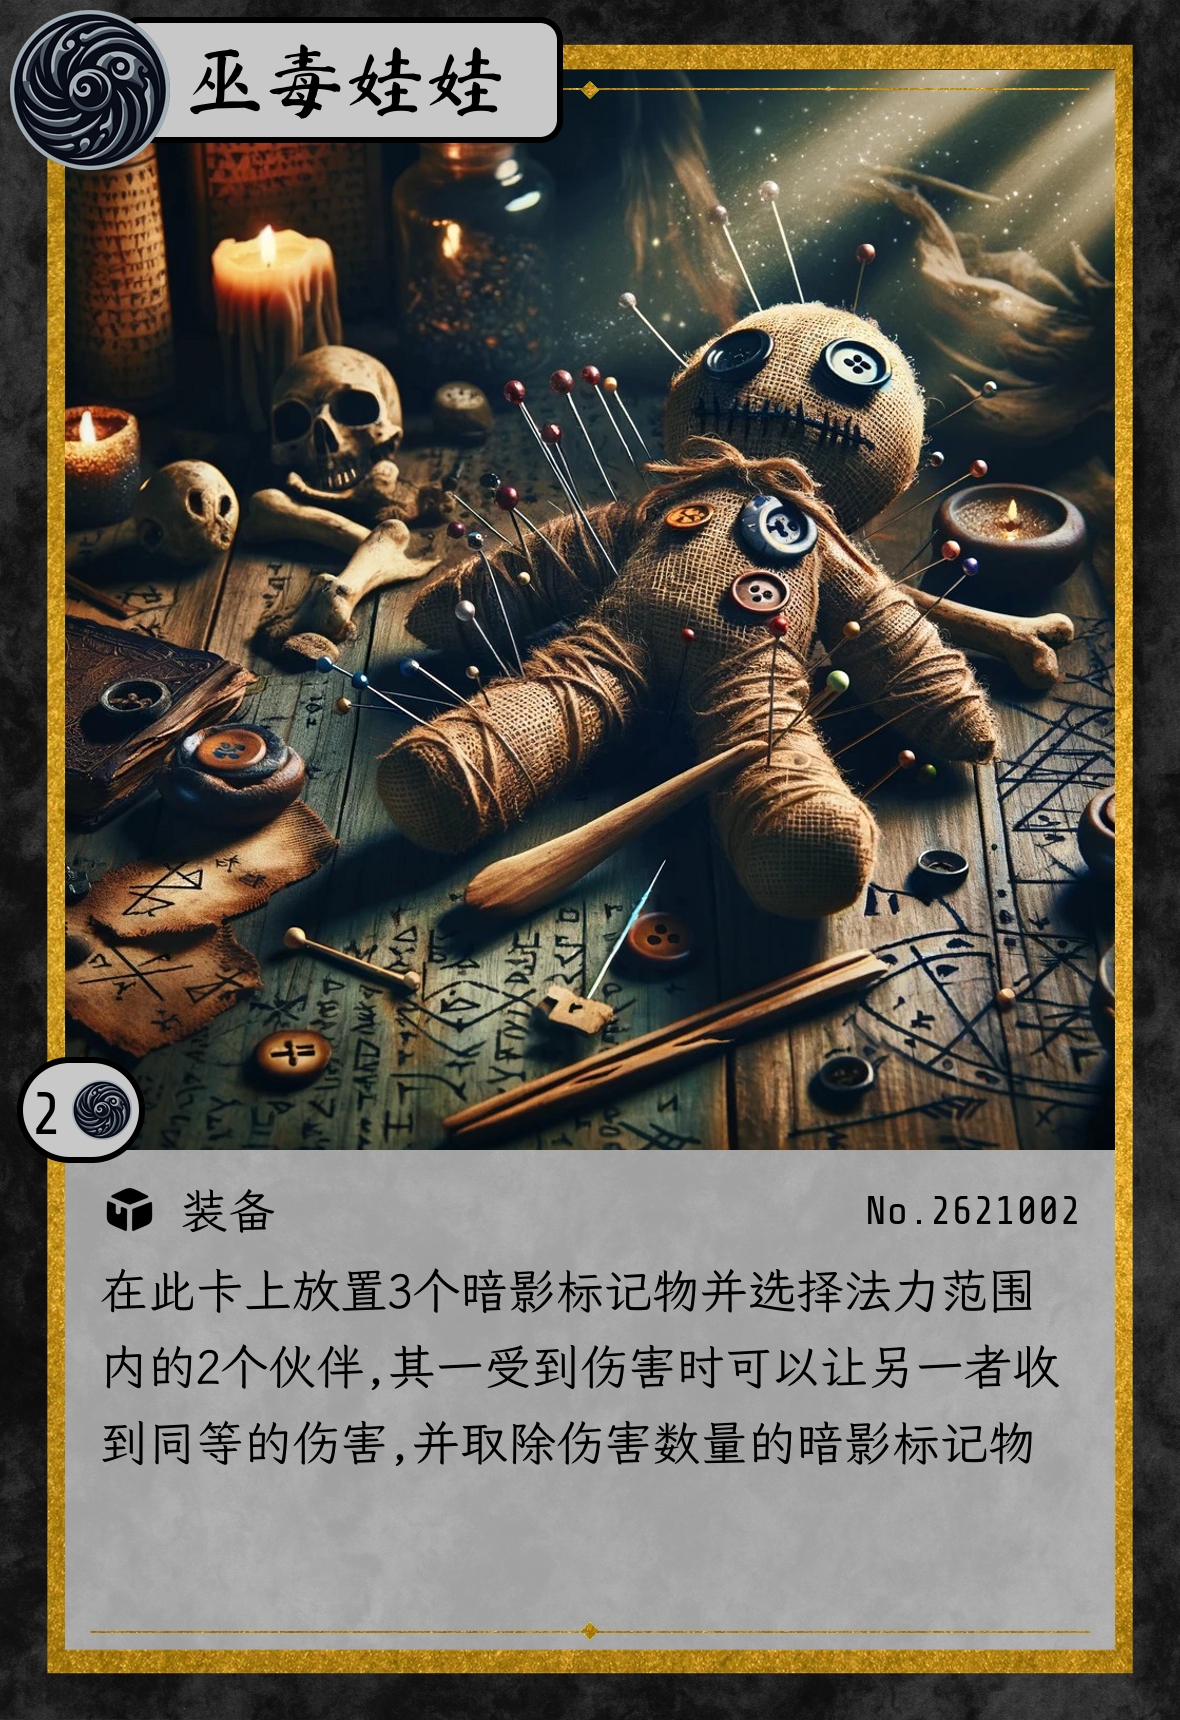 巫毒娃娃
2
装备
No.2621002
在此卡上放置3个暗影标记物并选择法力范围
内的2个伙伴,其一受到伤害时可以让另一者收
到同等的伤害,并取除伤害数量的暗影标记物